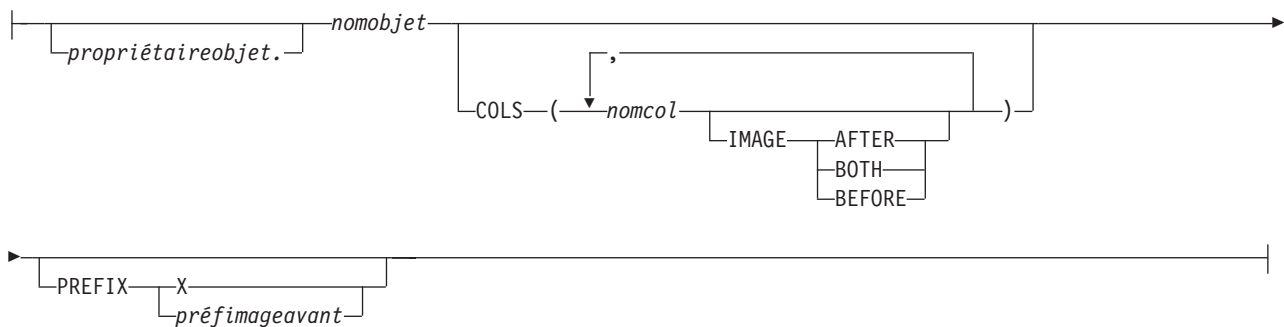 nomobjet
propriétaireobjet.
,
COLS ( nomcol )
IMAGE AFTER
BOTH
BEFORE
PREFIX X
préfimageavant